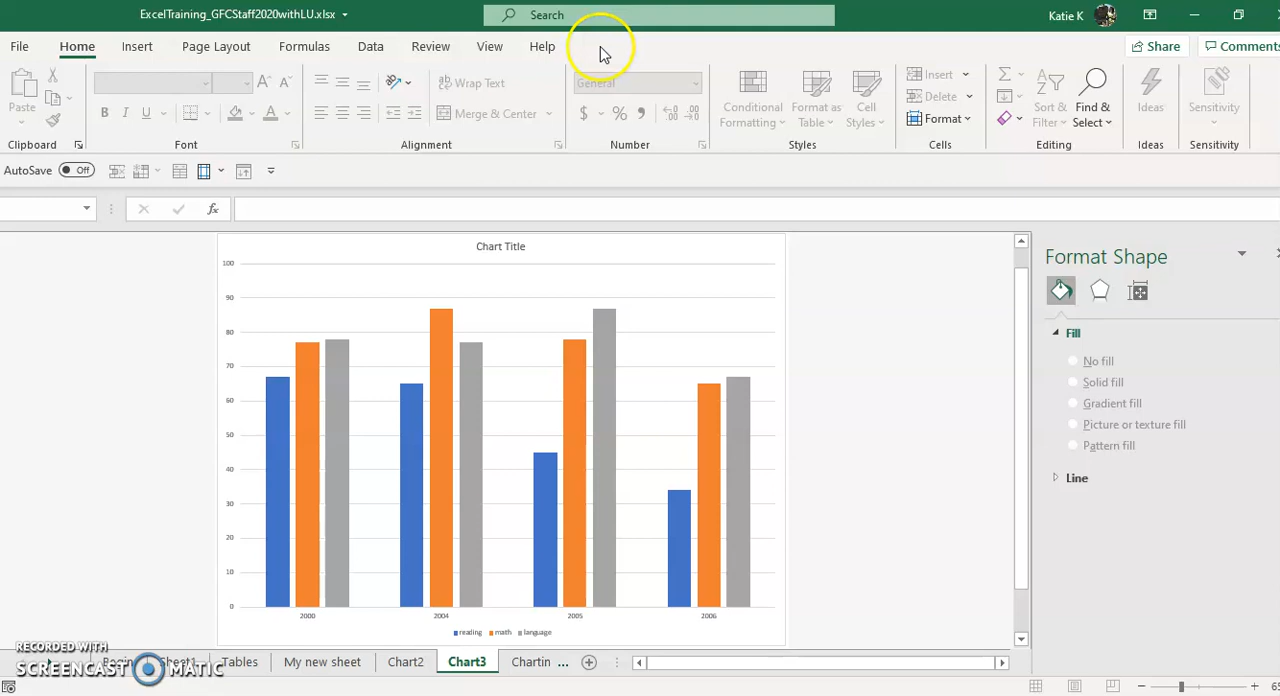 ExcelTraining_GFCStaff2020withLU.xlsx
Search
Katie K
File Home Insert Page Layout Formulas Data Review View Help
Share
Comments
Paste
Clipboard
B I U
A A
Font
Wrap Text
Merge & Center
Alignment
General
$ % ,
Number
Conditional Formatting
Format as Table
Cell Styles
Styles
Insert
Delete
Format
Cells
Sort & Filter
Find & Select
Editing
Ideas
Ideas
Sensitivity
Sensitivity
AutoSave Off
fx
Chart Title
100
90
80
70
60
50
40
30
20
10
0
2000 2004 2005 2006
reading math language
Format Shape
Fill
No fill
Solid fill
Gradient fill
Picture or texture fill
Pattern fill
Line
RECORDED WITH
SCREENCAST MATIC
Tables My new sheet Chart2 Chart3 Chartin ...